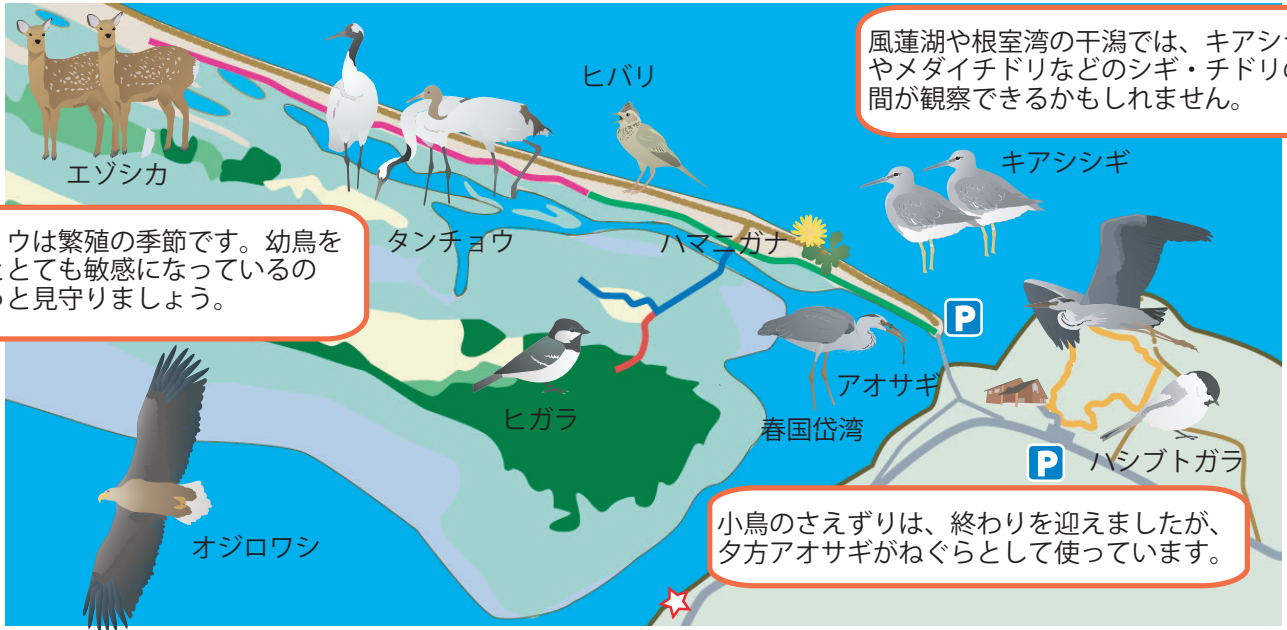 風蓮湖や根室湾の干潟では、キアシ
やメダイチドリなどのシギ・チドリ
間が観察できるかもしれません。
ヒバリ
キアシシギ
エゾシカ
タンチョウ
ハマニガナ
ウは繁殖の季節です。幼鳥を
とても敏感になっているの
と見守りましょう。
P
アオサギ
ヒガラ
春国岱湾
P
ハシブトガラ
オジロワシ
小鳥のさえずりは、終わりを迎えましたが、
夕方アオサギがねぐらとして使っています。